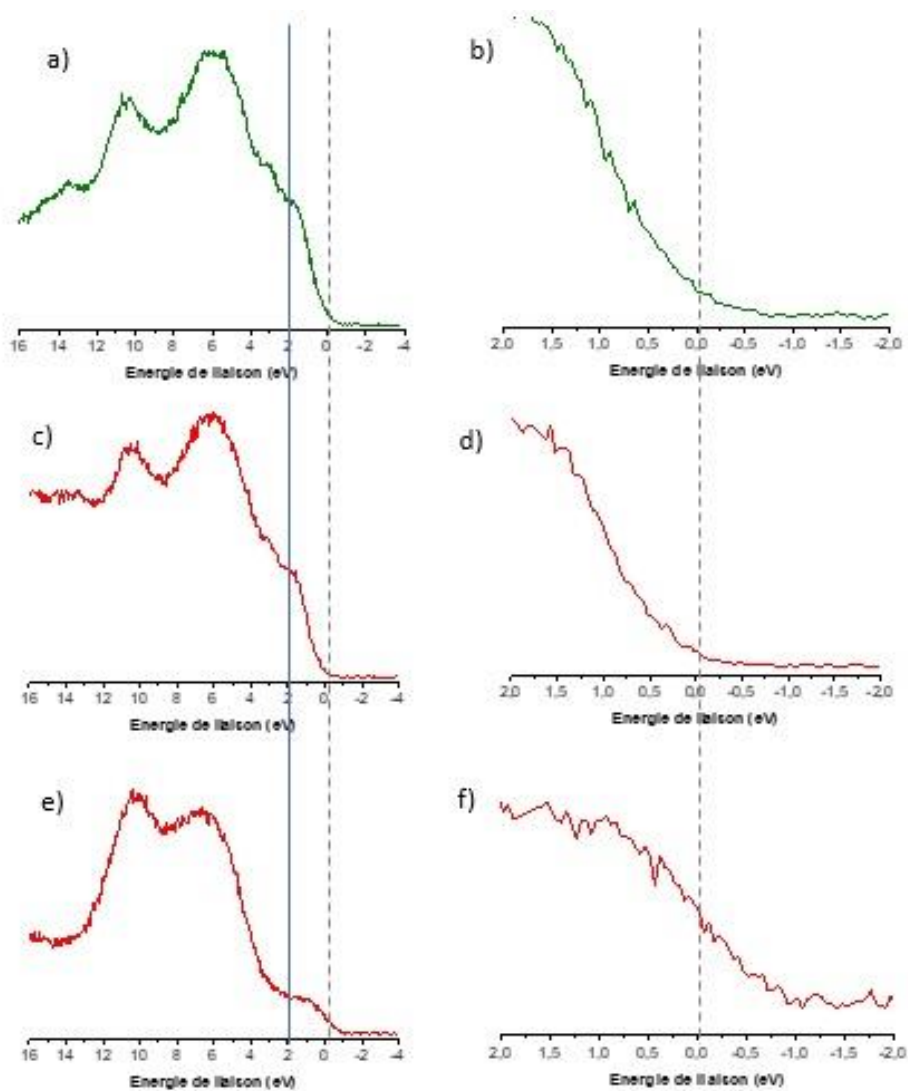 a)
16 14 12 10 8 6 4 2 0 -2 -4
Energie de liaison (eV)
b)
2,0 1,5 1,0 0,5 0,0 -0,5 -1,0 -1,5 -2,0
Energie de liaison (eV)
c)
16 14 12 10 8 6 4 2 0 -2 -4
Energie de liaison (eV)
d)
2,0 1,5 1,0 0,5 0,0 -0,5 -1,0 -1,5 -2,0
Energie de liaison (eV)
e)
16 14 12 10 8 6 4 2 0 -2 -4
Energie de liaison (eV)
f)
2,0 1,5 1,0 0,5 0,0 -0,5 -1,0 -1,5 -2,0
Energie de liaison (eV)